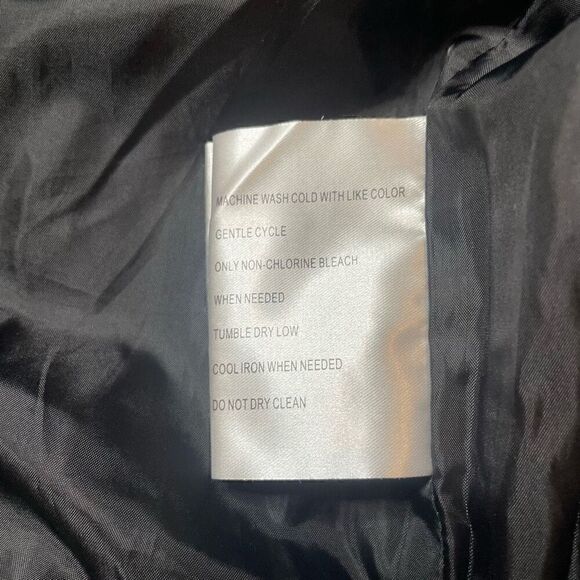 MACHINE WASH COLD WITH LIKE COLOR
GENTLE CYCLE
ONLY NON-CHLORINE BLEACH
WHEN NEEDED
TUMBLE DRY LOW
COOL IRON WHEN NEEDED
DO NOT DRY CLEAN